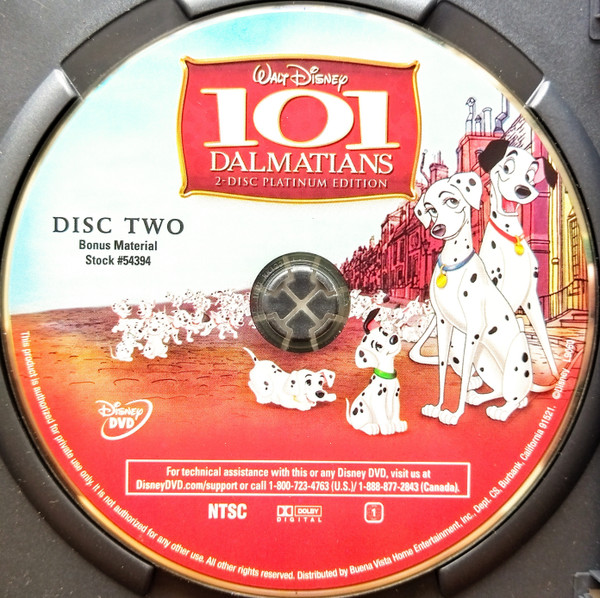 WALT DISNEY
101
DALMATIANS
2-DISC PLATINUM EDITION
DISC TWO
Bonus Material
Stock #54394
Disney
DVD
For technical assistance with this or any Disney DVD, visit us at
DisneyDVD.com/support or call 1-800-723-4763 (U.S.)/ 1-888-877-2843 (Canada).
NTSC
DOLBY
DIGITAL
1
This product is authorized for private use only. It is not authorized for any other use. All other rights reserved. Distributed by Buena Vista Home Entertainment, Inc., Dept. CS, Burbank, California 91521. ©Disney